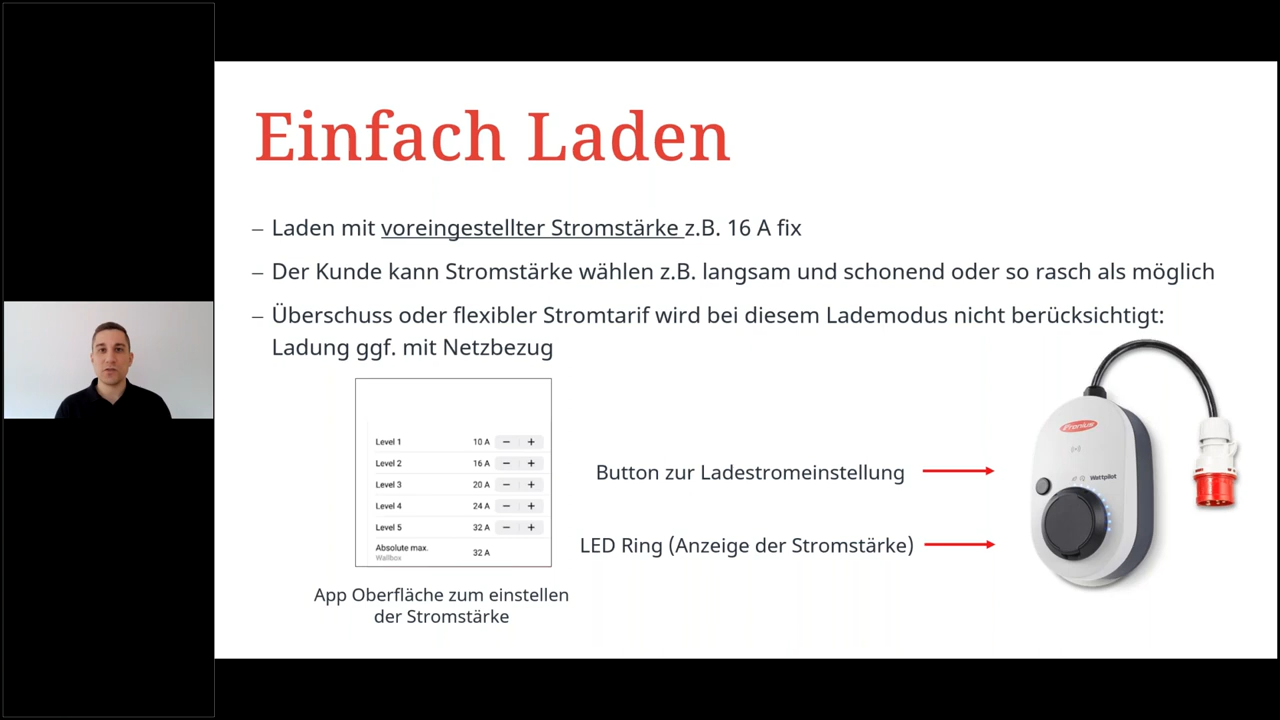 Einfach Laden
– Laden mit voreingestellter Stromstärke z.B. 16 A fix
– Der Kunde kann Stromstärke wählen z.B. langsam und schonend oder so rasch als möglich
– Überschuss oder flexibler Stromtarif wird bei diesem Lademodus nicht berücksichtigt:
Ladung ggf. mit Netzbezug
Level 1 10 A − +
Level 2 16 A − +
Level 3 20 A − +
Level 4 24 A − +
Level 5 32 A − +
Absolute max. 32 A
Wallbox
App Oberfläche zum einstellen
der Stromstärke
Button zur Ladestromeinstellung
LED Ring (Anzeige der Stromstärke)
Fronius
Wattpilot